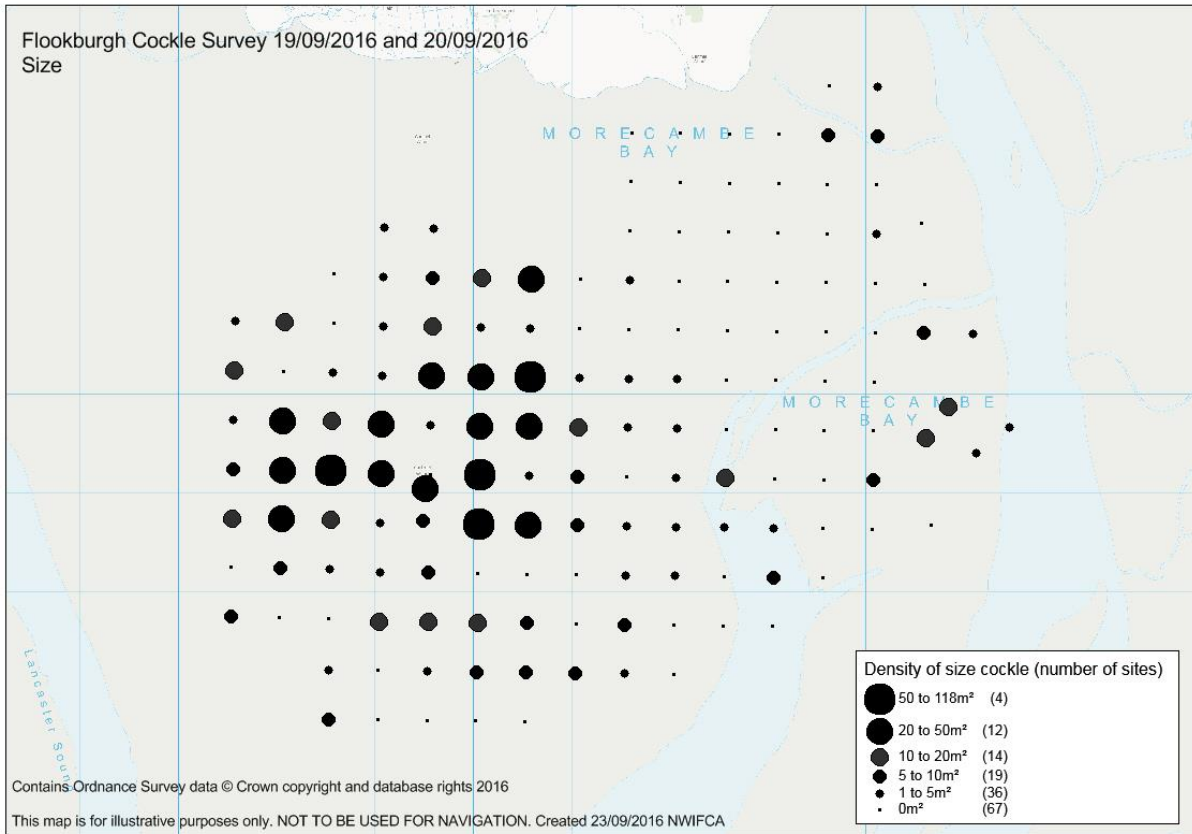 Flookburgh Cockle Survey 19/09/2016 and 20/09/2016
Size
MORECAMBE
BAY
MORECAMBE
BAY
Lancaster Sound
Density of size cockle (number of sites)
50 to 118m² (4)
20 to 50m² (12)
10 to 20m² (14)
5 to 10m² (19)
1 to 5m² (36)
0m² (67)
Contains Ordnance Survey data © Crown copyright and database rights 2016
This map is for illustrative purposes only. NOT TO BE USED FOR NAVIGATION. Created 23/09/2016 NWIFCA